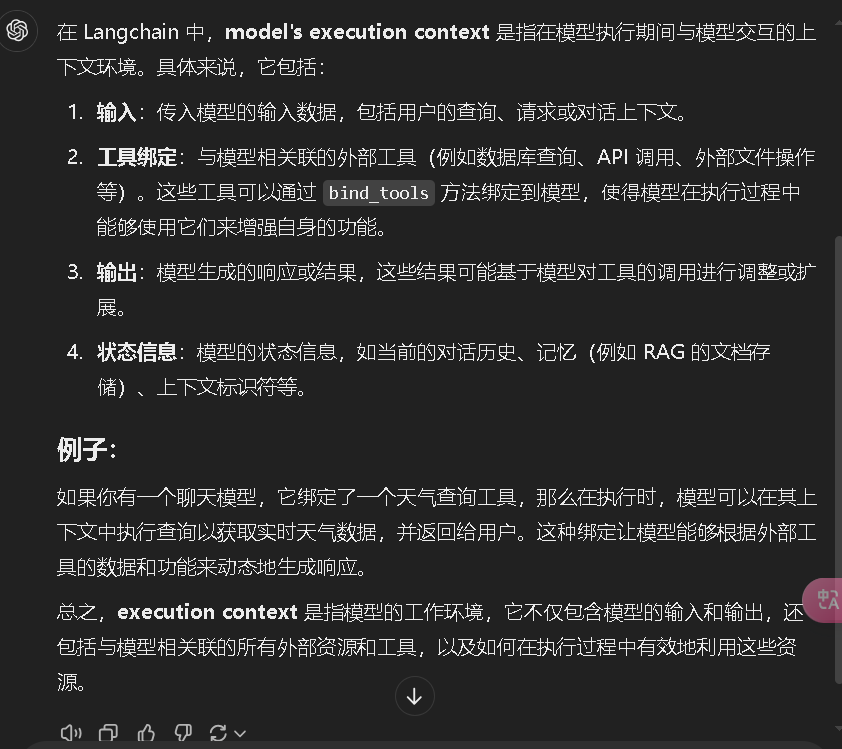 在 Langchain 中，model's execution context 是指在模型执行期间与模型交互的上
下文环境。具体来说，它包括：
1. 输入：传入模型的输入数据，包括用户的查询、请求或对话上下文。
2. 工具绑定：与模型相关联的外部工具（例如数据库查询、API 调用、外部文件操作
等）。这些工具可以通过 bind_tools 方法绑定到模型，使得模型在执行过程中
能够使用它们来增强自身的功能。
3. 输出：模型生成的响应或结果，这些结果可能基于模型对工具的调用进行调整或扩
展。
4. 状态信息：模型的状态信息，如当前的对话历史、记忆（例如 RAG 的文档存
储）、上下文标识符等。
例子：
如果你有一个聊天模型，它绑定了一个天气查询工具，那么在执行时，模型可以在其上
下文中执行查询以获取实时天气数据，并返回给用户。这种绑定让模型能够根据外部工
具的数据和功能来动态地生成响应。
总之，execution context 是指模型的工作环境，它不仅包含模型的输入和输出，还
包括与模型相关联的所有外部资源和工具，以及如何在执行过程中有效地利用这些资
源。